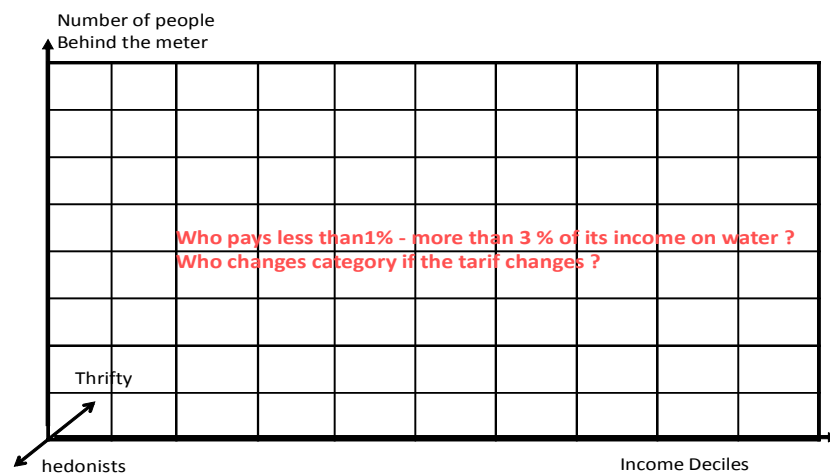 Number of people
Behind the meter
Who pays less than1% - more than 3 % of its income on water ?
Who changes category if the tarif changes ?
Thrifty
hedonists
Income Deciles